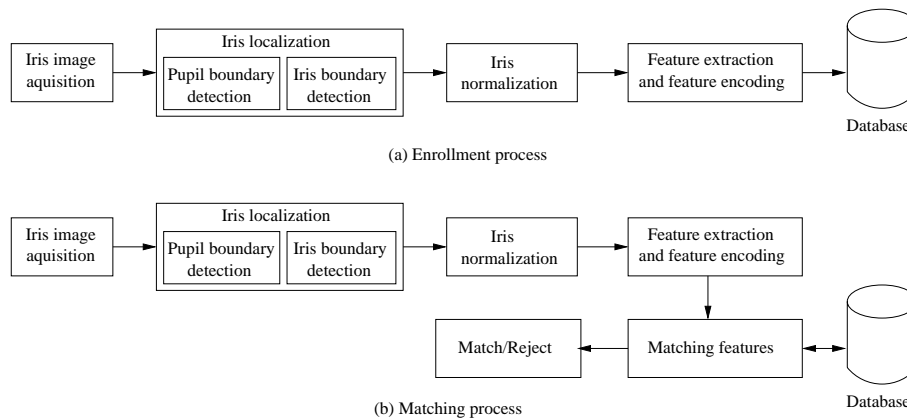 Iris image
aquisition
Iris localization
Pupil boundary
detection
Iris boundary
detection
Iris
normalization
Feature extraction
and feature encoding
Database
(a) Enrollment process
Iris image
aquisition
Iris localization
Pupil boundary
detection
Iris boundary
detection
Iris
normalization
Feature extraction
and feature encoding
Match/Reject
Matching features
Database
(b) Matching process